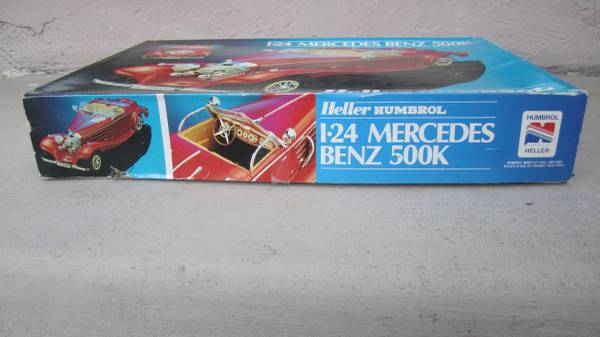 1:24 MERCEDES BENZ 500K
Heller HUMBROL
1:24 MERCEDES
BENZ 500K
HUMBROL
HELLER